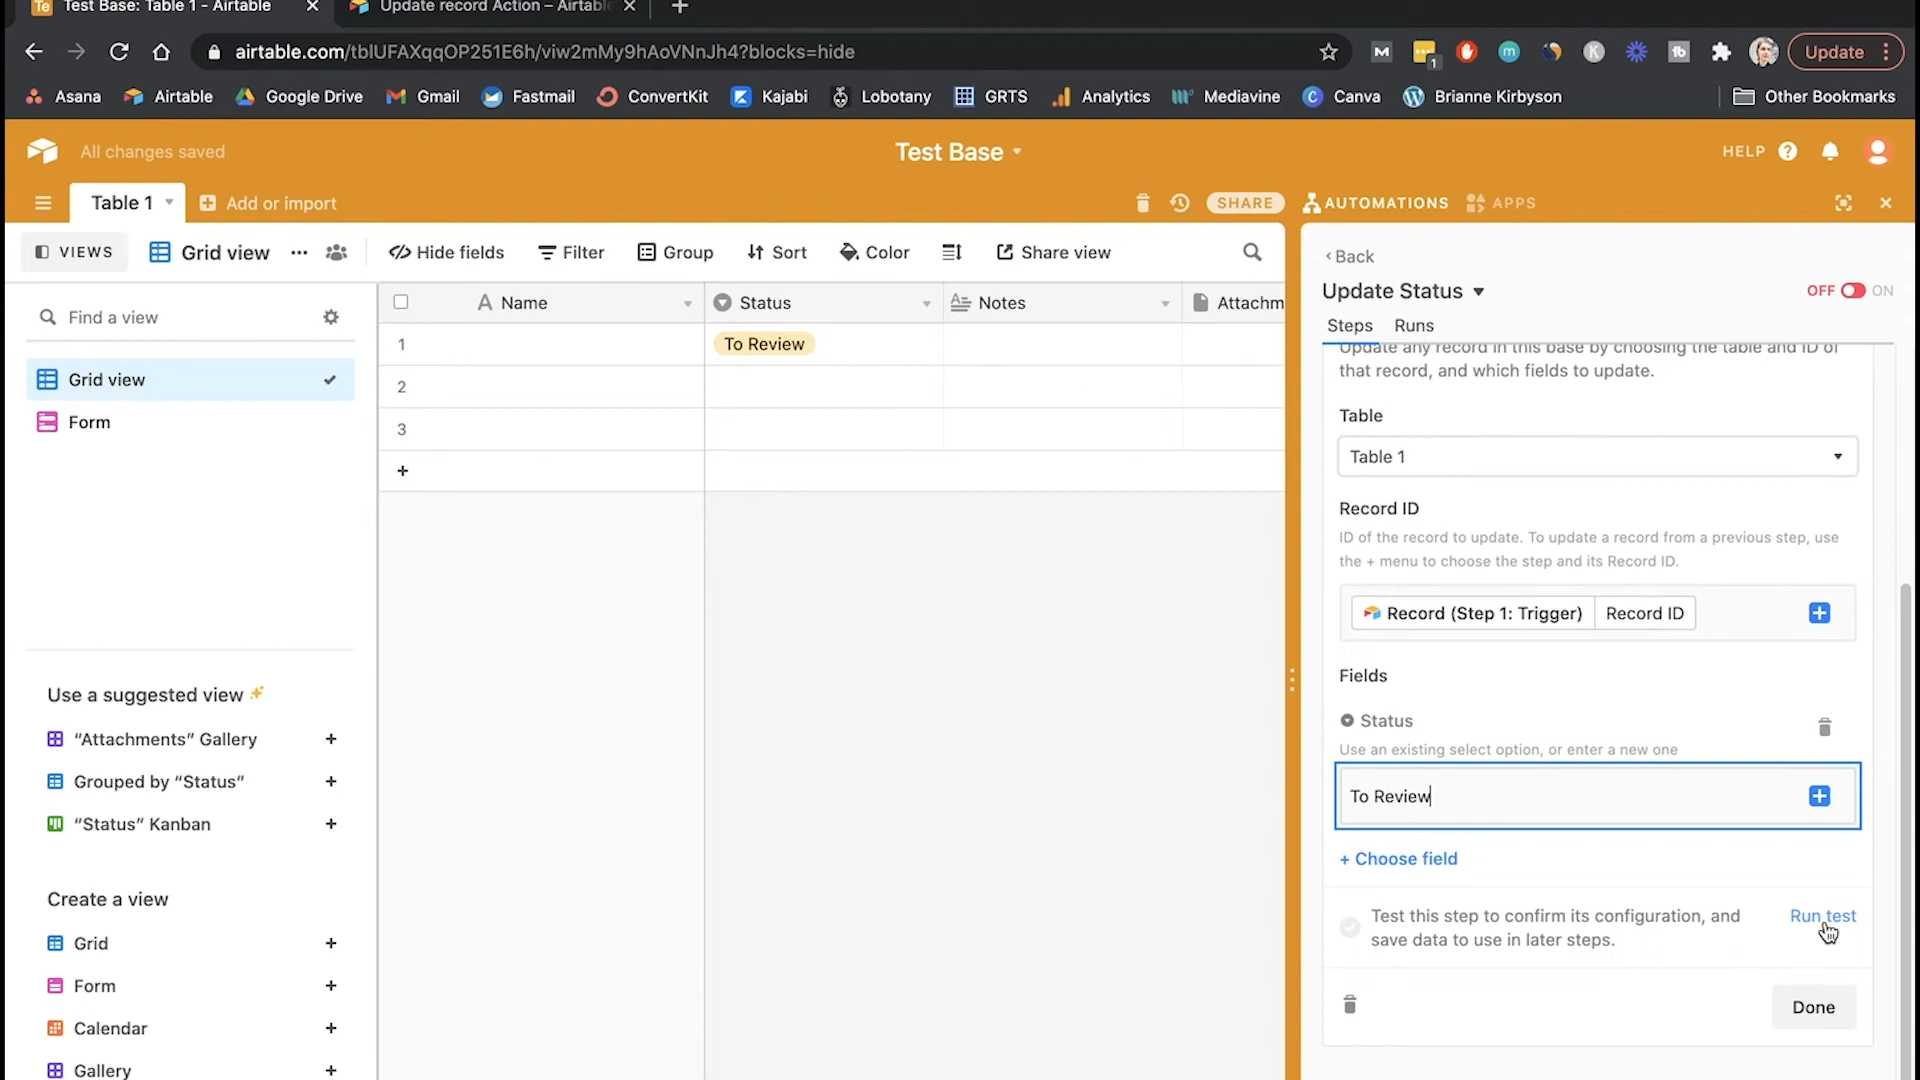 Te Test Base: Table 1 - Airtable
Update record Action – Airtabl
airtable.com/tblUFAXqqOP251E6h/viw2mMy9hAoVNnJh4?blocks=hide
M
1
m
K
tb
Update
Asana
Airtable
Google Drive
Gmail
Fastmail
ConvertKit
Kajabi
Lobotany
GRTS
Analytics
Mediavine
Canva
Brianne Kirbyson
Other Bookmarks
All changes saved
Test Base
HELP
Table 1
Add or import
SHARE
AUTOMATIONS
APPS
VIEWS
Grid view
Hide fields
Filter
Group
Sort
Color
Share view
Find a view
Grid view
Form
Use a suggested view
“Attachments” Gallery
Grouped by “Status”
“Status” Kanban
Create a view
Grid
Form
Calendar
Gallery
Name
Status
Notes
Attachm
1
To Review
2
3
Back
Update Status
OFF
ON
Steps
Runs
Update any record in this base by choosing the table and ID of
that record, and which fields to update.
Table
Table 1
Record ID
ID of the record to update. To update a record from a previous step, use
the + menu to choose the step and its Record ID.
Record (Step 1: Trigger)
Record ID
Fields
Status
Use an existing select option, or enter a new one
To Review
+ Choose field
Test this step to confirm its configuration, and
save data to use in later steps.
Run test
Done